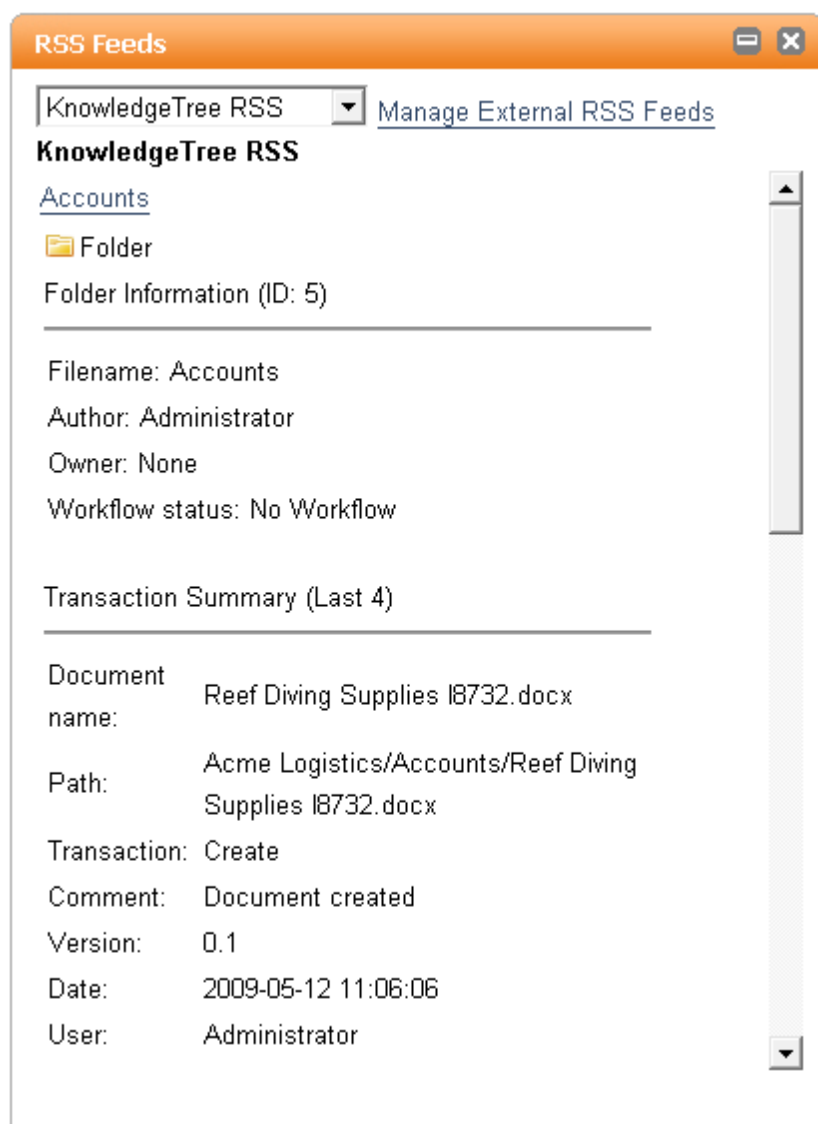 RSS Feeds
KnowledgeTree RSS Manage External RSS Feeds
KnowledgeTree RSS
Accounts
Folder
Folder Information (ID: 5)
Filename: Accounts
Author: Administrator
Owner: None
Workflow status: No Workflow
Transaction Summary (Last 4)
Document name: Reef Diving Supplies I8732.docx
Path: Acme Logistics/Accounts/Reef Diving
Supplies I8732.docx
Transaction: Create
Comment: Document created
Version: 0.1
Date: 2009-05-12 11:06:06
User: Administrator